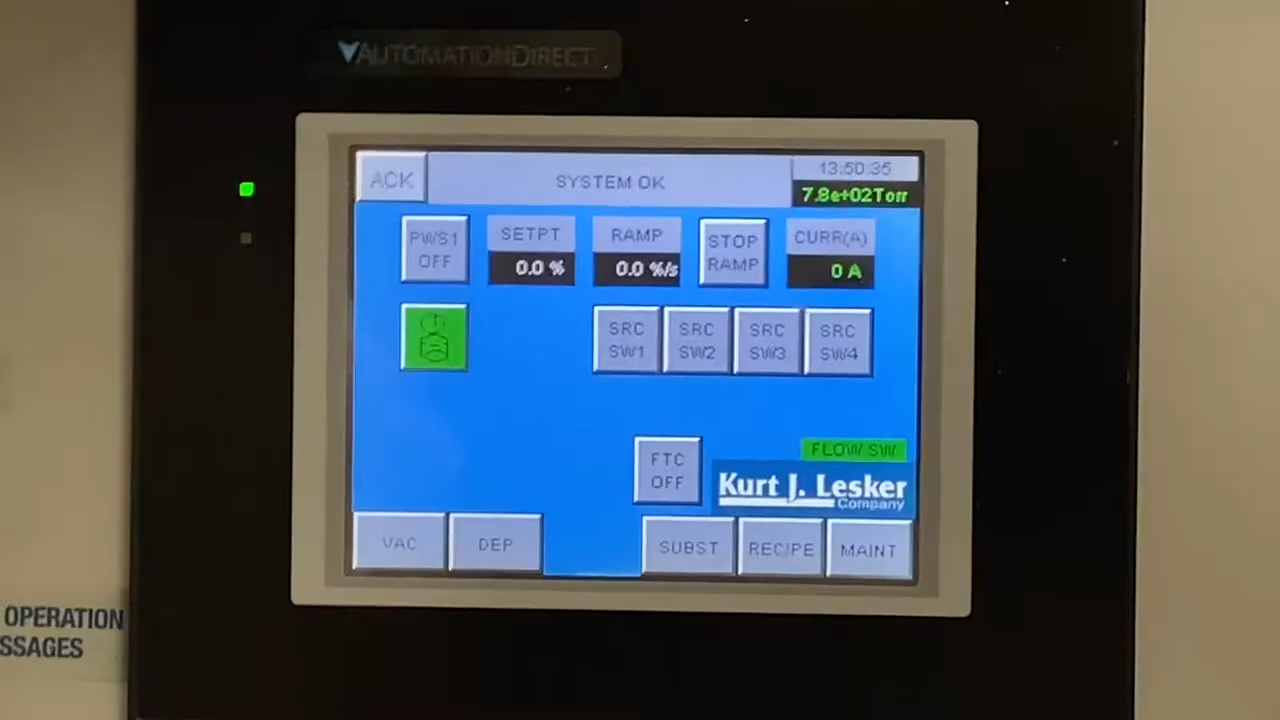 AUTOMATIONDIRECT
ACK
SYSTEM OK
13:50:35
7.8e+02Torr
PWS1
OFF
SETPT
0.0 %
RAMP
0.0 %/s
STOP
RAMP
CURR(A)
0 A
SRC
SW1
SRC
SW2
SRC
SW3
SRC
SW4
FTC
OFF
FLOW SW
Kurt J. Lesker
Company
VAC
DEP
SUBST
RECIPE
MAINT
OPERATION
SSAGES